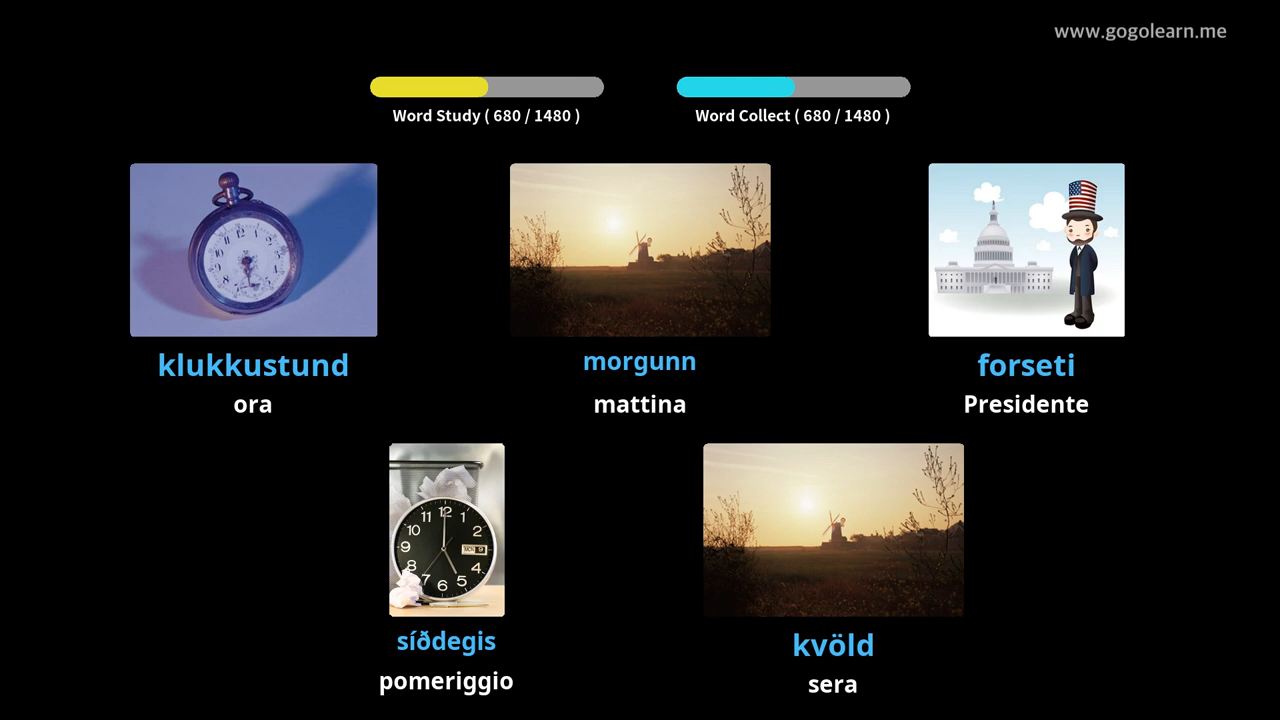 www.gogolearn.me
Word Study ( 680 / 1480 )
Word Collect ( 680 / 1480 )
klukkustund
ora
morgunn
mattina
forseti
Presidente
síðdegis
pomeriggio
kvöld
sera